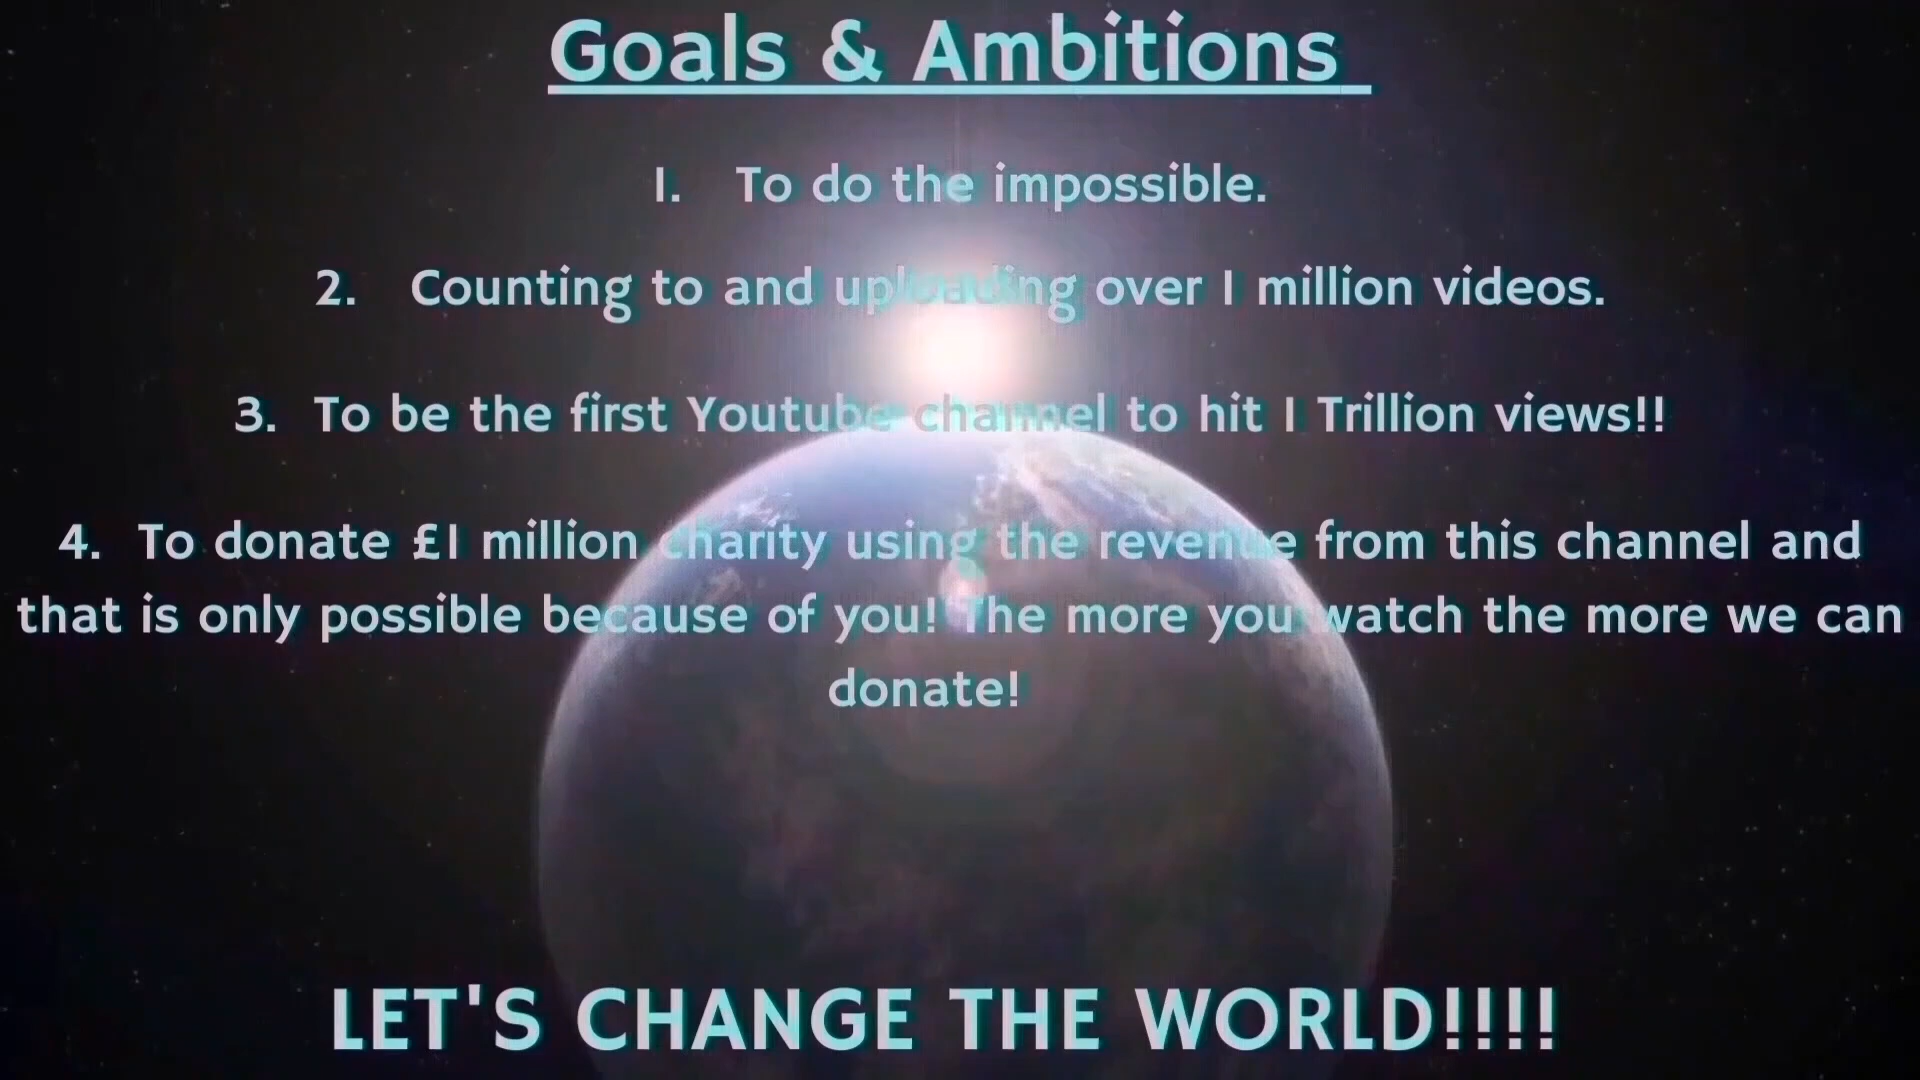 Goals & Ambitions
1. To do the impossible.
2. Counting to and uploading over 1 million videos.
3. To be the first Youtube channel to hit 1 Trillion views!!
4. To donate £1 million charity using the revenue from this channel and
that is only possible because of you! The more you watch the more we can
donate!
LET'S CHANGE THE WORLD!!!!